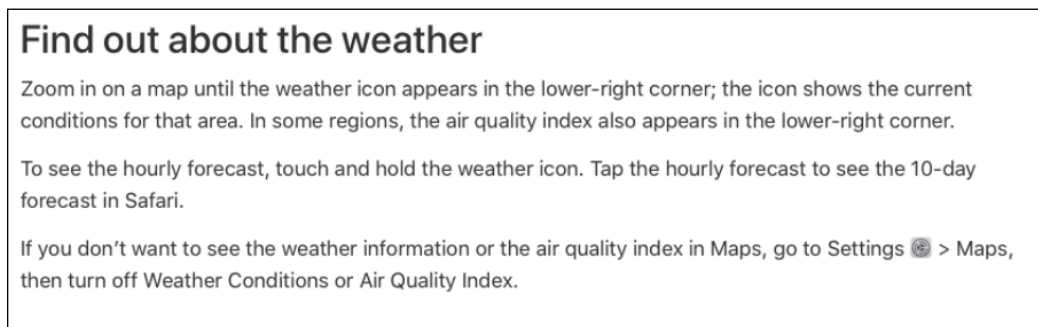 Find out about the weather
Zoom in on a map until the weather icon appears in the lower-right corner; the icon shows the current
conditions for that area. In some regions, the air quality index also appears in the lower-right corner.
To see the hourly forecast, touch and hold the weather icon. Tap the hourly forecast to see the 10-day
forecast in Safari.
If you don’t want to see the weather information or the air quality index in Maps, go to Settings > Maps,
then turn off Weather Conditions or Air Quality Index.